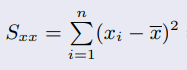 $S_{xx} = \sum_{i=1}^{n} (x_i - \overline{x})^2$